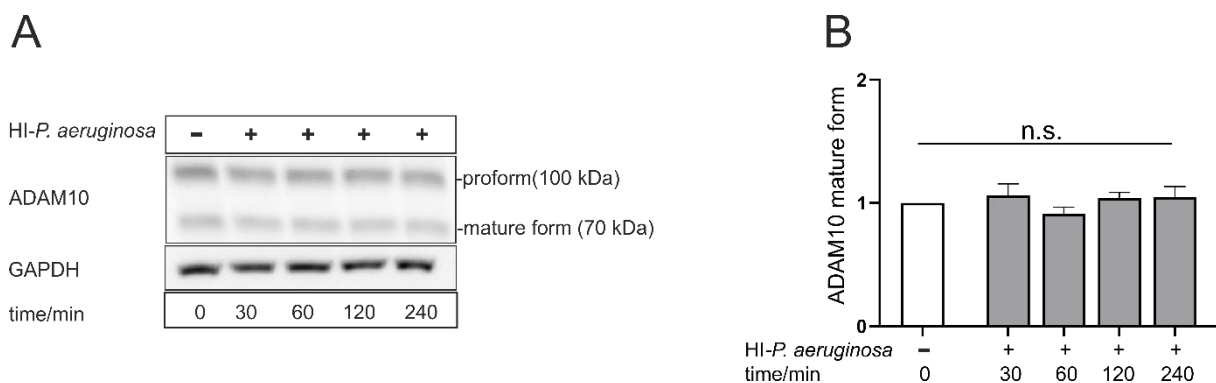 A
HI-P. aeruginosa - + + + +
ADAM10
-proform(100 kDa)
-mature form (70 kDa)
GAPDH
time/min 0 30 60 120 240
B
ADAM10 mature form
2
1
0
n.s.
HI-P. aeruginosa - + + + +
time/min 0 30 60 120 240